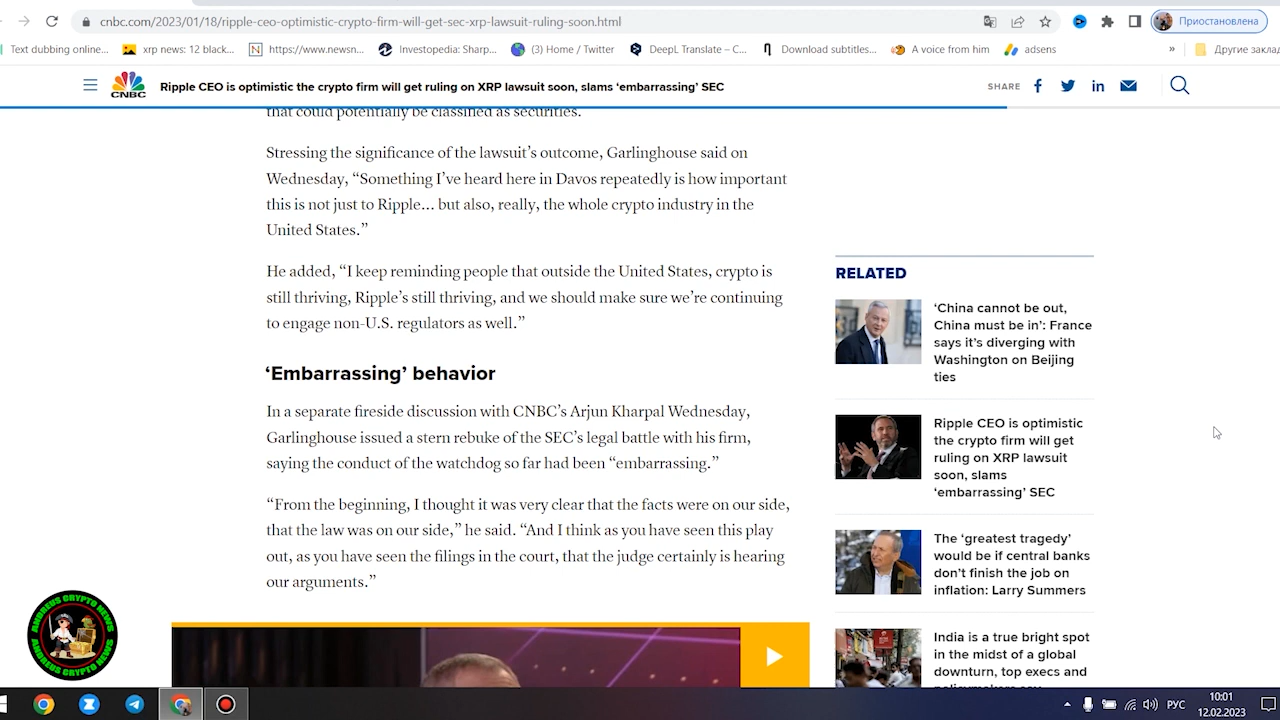 cnbc.com/2023/01/18/ripple-ceo-optimistic-crypto-firm-will-get-sec-xrp-lawsuit-ruling-soon.html
Приостановлена
Text dubbing online...
xrp news: 12 black...
https://www.newsn...
Investopedia: Sharp...
(3) Home / Twitter
DeepL Translate – C...
Download subtitles...
A voice from him
adsens
»
Другие закла
CNBC
Ripple CEO is optimistic the crypto firm will get ruling on XRP lawsuit soon, slams ‘embarrassing’ SEC
SHARE
that could potentially be classified as securities.
Stressing the significance of the lawsuit’s outcome, Garlinghouse said on
Wednesday, “Something I’ve heard here in Davos repeatedly is how important
this is not just to Ripple… but also, really, the whole crypto industry in the
United States.”
He added, “I keep reminding people that outside the United States, crypto is
still thriving, Ripple’s still thriving, and we should make sure we’re continuing
to engage non-U.S. regulators as well.”
‘Embarrassing’ behavior
In a separate fireside discussion with CNBC’s Arjun Kharpal Wednesday,
Garlinghouse issued a stern rebuke of the SEC’s legal battle with his firm,
saying the conduct of the watchdog so far had been “embarrassing.”
“From the beginning, I thought it was very clear that the facts were on our side,
that the law was on our side,” he said. “And I think as you have seen this play
out, as you have seen the filings in the court, that the judge certainly is hearing
our arguments.”
RELATED
‘China cannot be out,
China must be in’: France
says it’s diverging with
Washington on Beijing
ties
Ripple CEO is optimistic
the crypto firm will get
ruling on XRP lawsuit
soon, slams
‘embarrassing’ SEC
The ‘greatest tragedy’
would be if central banks
don’t finish the job on
inflation: Larry Summers
India is a true bright spot
in the midst of a global
downturn, top execs and
policymakers say
ANDREUS CRYPTO NEWS
ANDREUS CRYPTO NEWS
РУС
10:01
12.02.2023